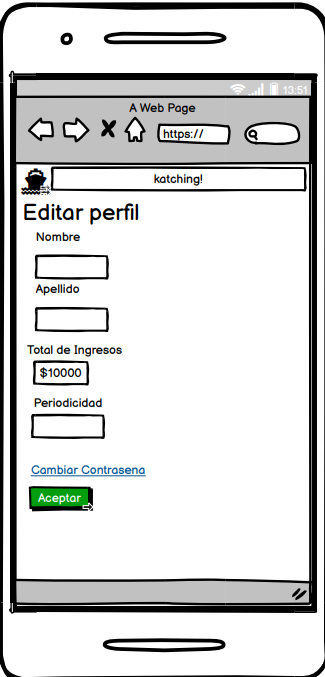 13:51
A Web Page
https://
katching!
Editar perfil
Nombre
Apellido
Total de Ingresos
$10000
Periodicidad
Cambiar Contrasena
Aceptar